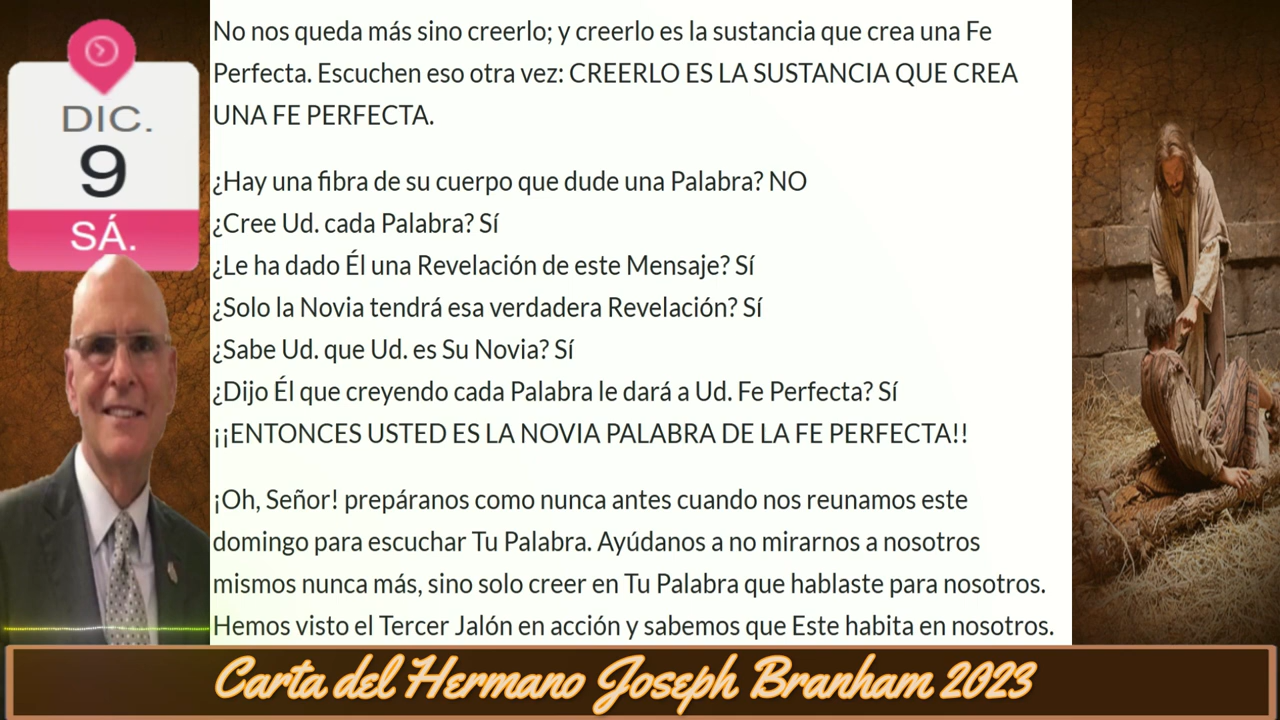 DIC.
9
SÁ.
No nos queda más sino creerlo; y creerlo es la sustancia que crea una Fe
Perfecta. Escuchen eso otra vez: CREERLO ES LA SUSTANCIA QUE CREA
UNA FE PERFECTA.
¿Hay una fibra de su cuerpo que dude una Palabra? NO
¿Cree Ud. cada Palabra? Sí
¿Le ha dado Él una Revelación de este Mensaje? Sí
¿Solo la Novia tendrá esa verdadera Revelación? Sí
¿Sabe Ud. que Ud. es Su Novia? Sí
¿Dijo Él que creyendo cada Palabra le dará a Ud. Fe Perfecta? Sí
¡¡ENTONCES USTED ES LA NOVIA PALABRA DE LA FE PERFECTA!!
¡Oh, Señor! prepáranos como nunca antes cuando nos reunamos este
domingo para escuchar Tu Palabra. Ayúdanos a no mirarnos a nosotros
mismos nunca más, sino solo creer en Tu Palabra que hablaste para nosotros.
Hemos visto el Tercer Jalón en acción y sabemos que Este habita en nosotros.
Carta del Hermano Joseph Branham 2023